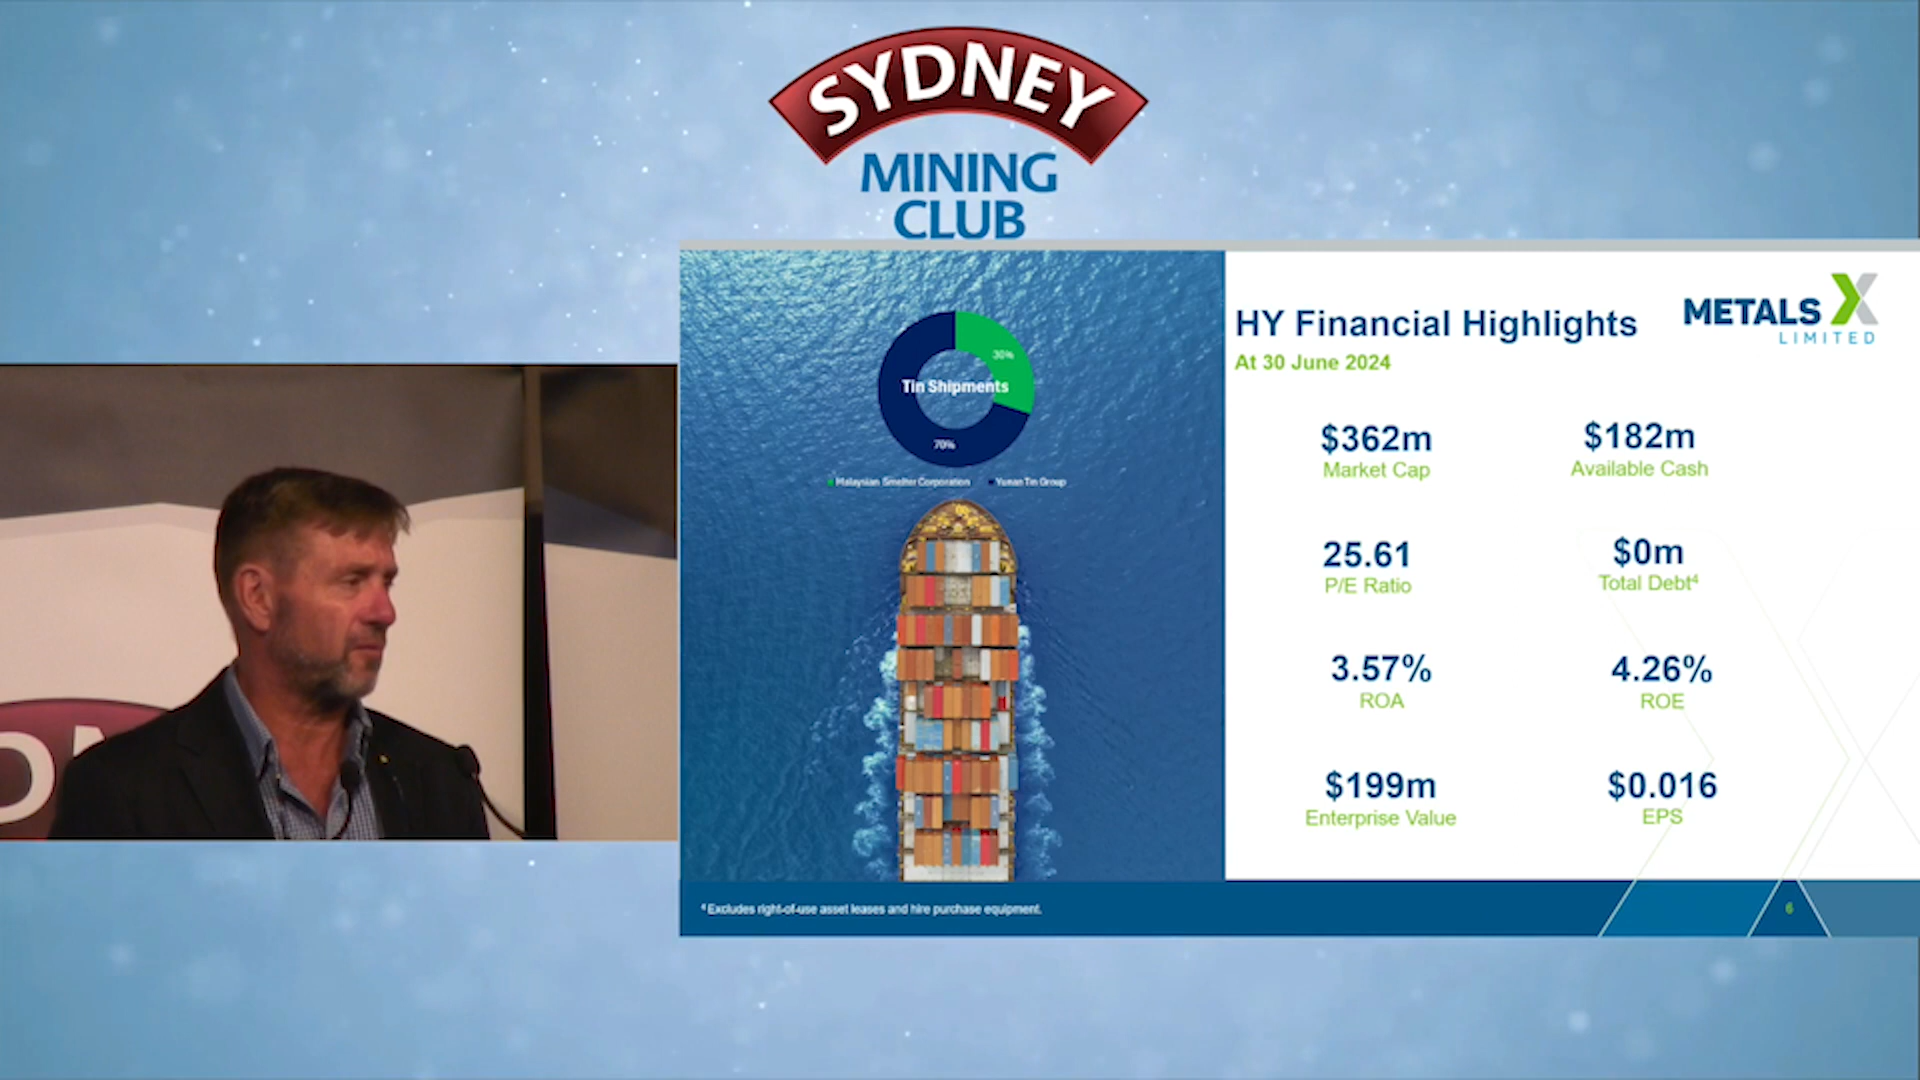 SYDNEY
MINING
CLUB
30%
Tin Shipments
70%
Malaysian Smelter Corporation
Yunan Tin Group
HY Financial Highlights
At 30 June 2024
METALS X
LIMITED
$362m
Market Cap
$182m
Available Cash
25.61
P/E Ratio
$0m
Total Debt⁴
3.57%
ROA
4.26%
ROE
$199m
Enterprise Value
$0.016
EPS
⁴ Excludes right-of-use asset leases and hire purchase equipment.
6